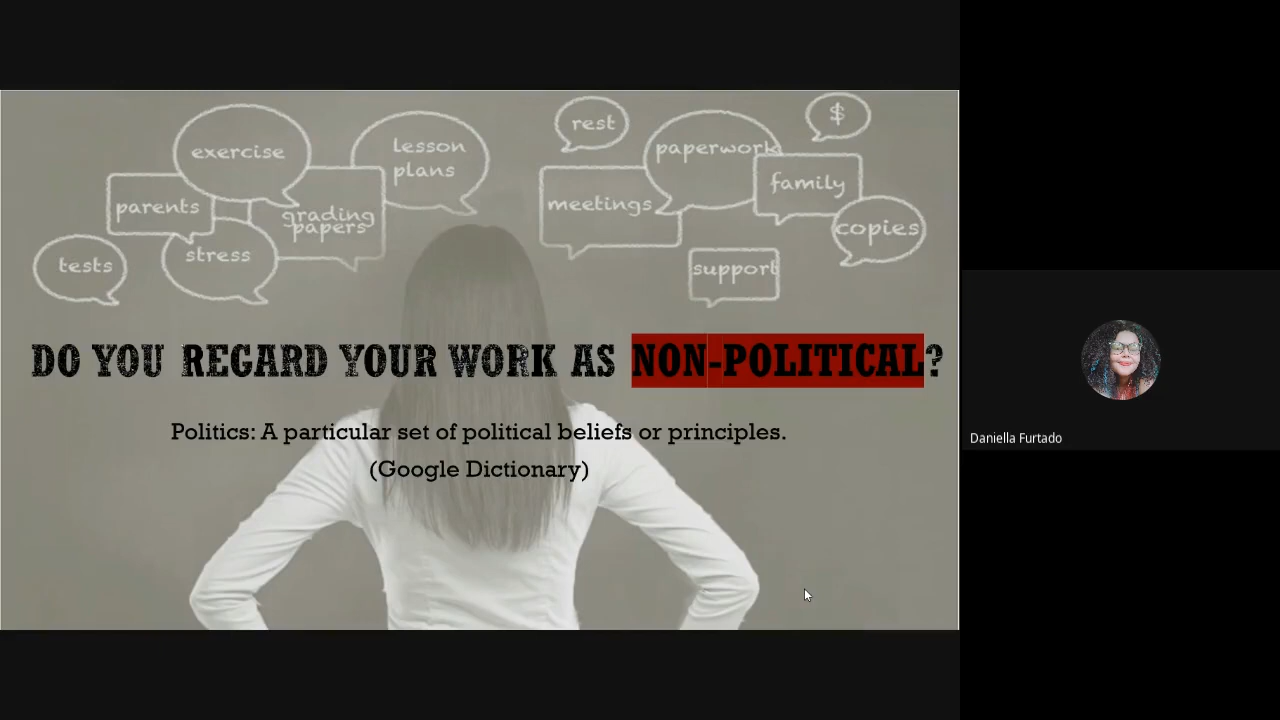 exercise
lesson
plans
rest
paperwork
$
parents
grading
papers
meetings
family
tests
stress
support
copies
DO YOU REGARD YOUR WORK AS NON-POLITICAL?
Politics: A particular set of political beliefs or principles.
(Google Dictionary)
Daniella Furtado